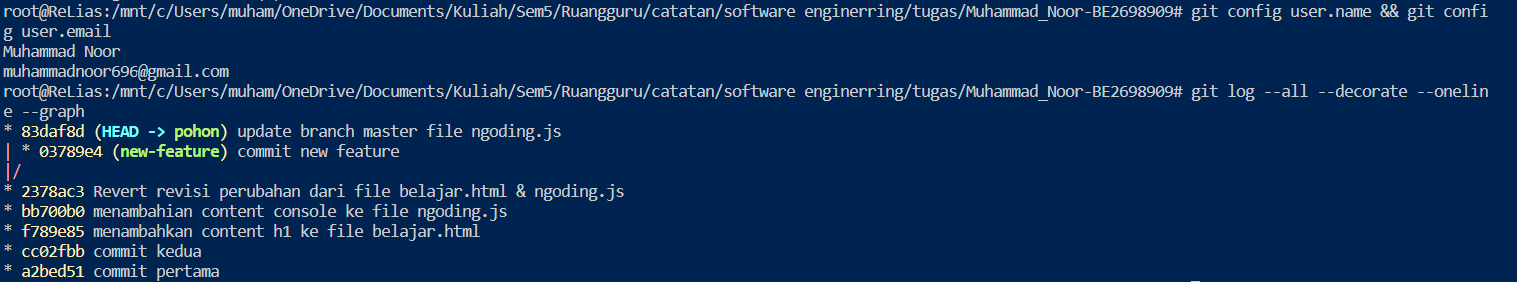 root@ReLias:/mnt/c/Users/muham/OneDrive/Documents/Kuliah/Sem5/Ruangguru/catatan/software enginerring/tugas/Muhammad_Noor-BE2698909# git config user.name && git confi
g user.email
Muhammad Noor
muhammadnoor696@gmail.com
root@ReLias:/mnt/c/Users/muham/OneDrive/Documents/Kuliah/Sem5/Ruangguru/catatan/software enginerring/tugas/Muhammad_Noor-BE2698909# git log --all --decorate --onelin
e --graph
* 83daf8d (HEAD -> pohon) update branch master file ngoding.js
| * 03789e4 (new-feature) commit new feature
|/
* 2378ac3 Revert revisi perubahan dari file belajar.html & ngoding.js
* bb700b0 menambahian content console ke file ngoding.js
* f789e85 menambahkan content h1 ke file belajar.html
* cc02fbb commit kedua
* a2bed51 commit pertama